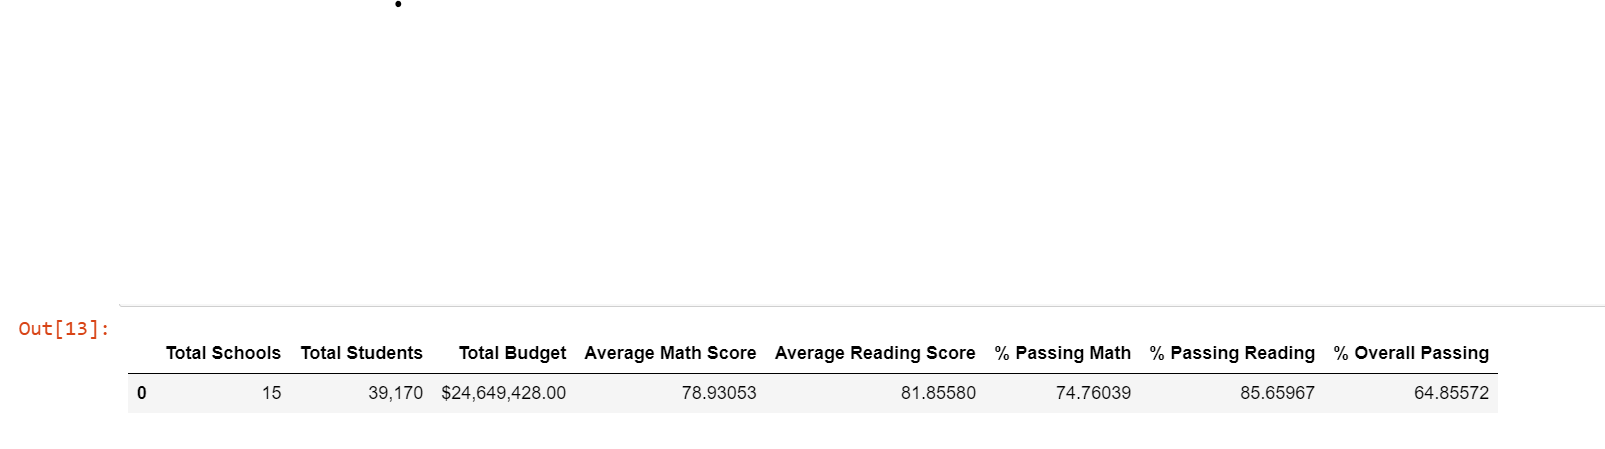 Out[13]:
Total Schools Total Students Total Budget Average Math Score Average Reading Score % Passing Math % Passing Reading % Overall Passing
0 15 39,170 $24,649,428.00 78.93053 81.85580 74.76039 85.65967 64.85572